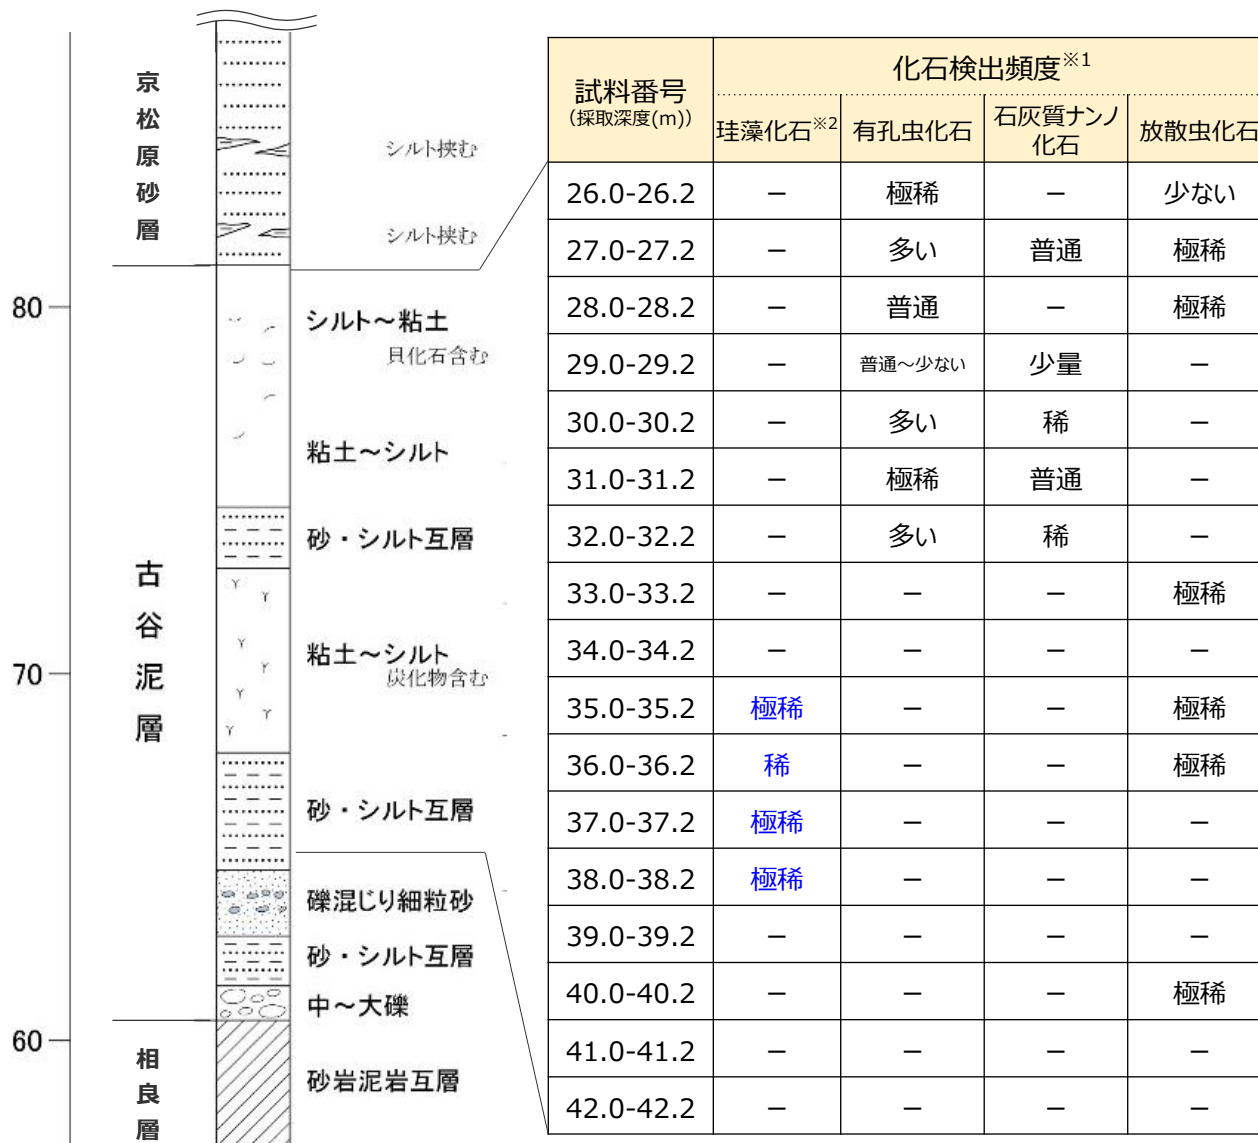 京松原砂層
シルト挟む
シルト挟む
80
シルト～粘土
貝化石含む
粘土～シルト
砂・シルト互層
古谷泥層
70
粘土～シルト
炭化物含む
砂・シルト互層
礫混じり細粒砂
砂・シルト互層
中～大礫
60
相良層
砂岩泥岩互層
試料番号 化石検出頻度※1
(採取深度(m)) 珪藻化石※2 有孔虫化石 石灰質ナンノ化石 放散虫化石
26.0-26.2 － 極稀 － 少ない
27.0-27.2 － 多い 普通 極稀
28.0-28.2 － 普通 － 極稀
29.0-29.2 － 普通～少ない 少量 －
30.0-30.2 － 多い 稀 －
31.0-31.2 － 極稀 普通 －
32.0-32.2 － 多い 稀 －
33.0-33.2 － － － 極稀
34.0-34.2 － － － －
35.0-35.2 極稀 － － 極稀
36.0-36.2 稀 － － 極稀
37.0-37.2 極稀 － － －
38.0-38.2 極稀 － － －
39.0-39.2 － － － －
40.0-40.2 － － － 極稀
41.0-41.2 － － － －
42.0-42.2 － － － －